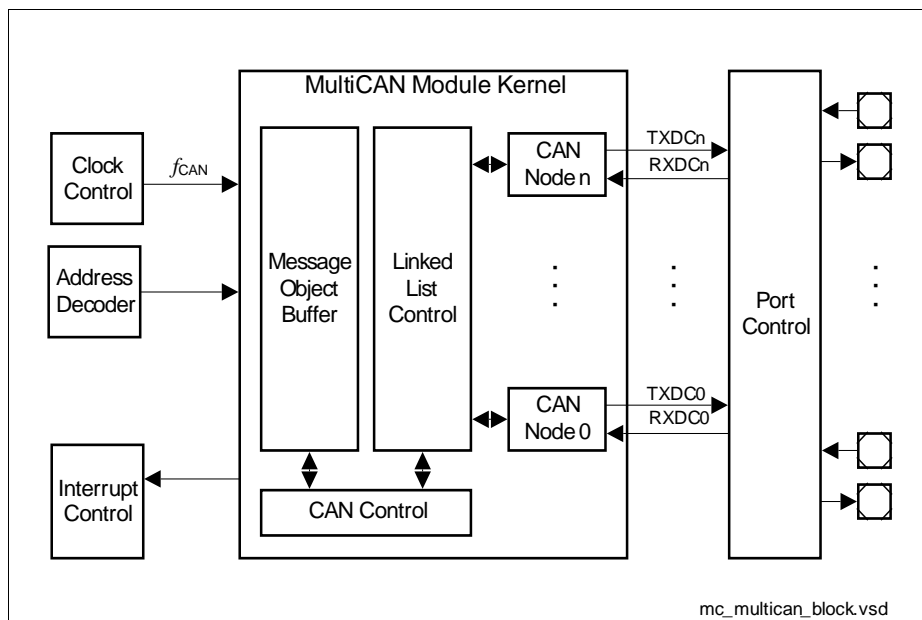 MultiCAN Module Kernel
Clock
Control
fCAN
Address
Decoder
Interrupt
Control
Message
Object
Buffer
Linked
List
Control
CAN Control
CAN
Node n
CAN
Node 0
TXDCn
RXDCn
TXDC0
RXDC0
Port
Control
mc_multican_block.vsd